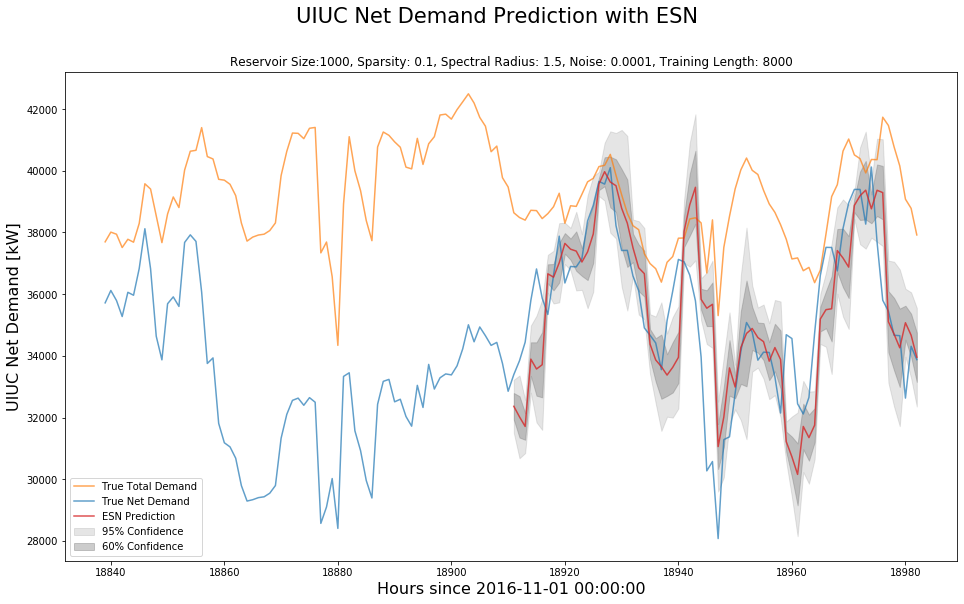 UIUC Net Demand Prediction with ESN
Reservoir Size:1000, Sparsity: 0.1, Spectral Radius: 1.5, Noise: 0.0001, Training Length: 8000
UIUC Net Demand [kW]
42000
40000
38000
36000
34000
32000
30000
28000
True Total Demand
True Net Demand
ESN Prediction
95% Confidence
60% Confidence
18840 18860 18880 18900 18920 18940 18960 18980
Hours since 2016-11-01 00:00:00